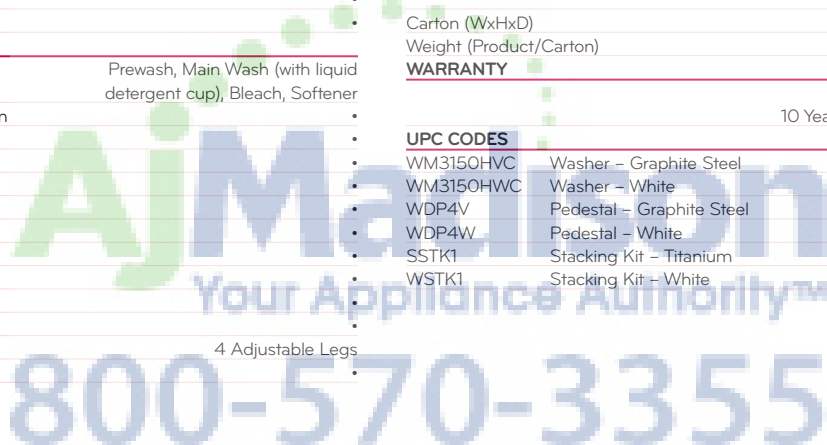 Prewash, Main Wash (with liquid
detergent cup), Bleach, Softener
4 Adjustable Legs
Carton (WxHxD)
Weight (Product/Carton)
WARRANTY
10 Yea
UPC CODES
WM3150HVC Washer – Graphite Steel
WM3150HWC Washer – White
WDP4V Pedestal – Graphite Steel
WDP4W Pedestal – White
SSTK1 Stacking Kit – Titanium
WSTK1 Stacking Kit – White
AjMadison
Your Appliance Authority™
800-570-3355